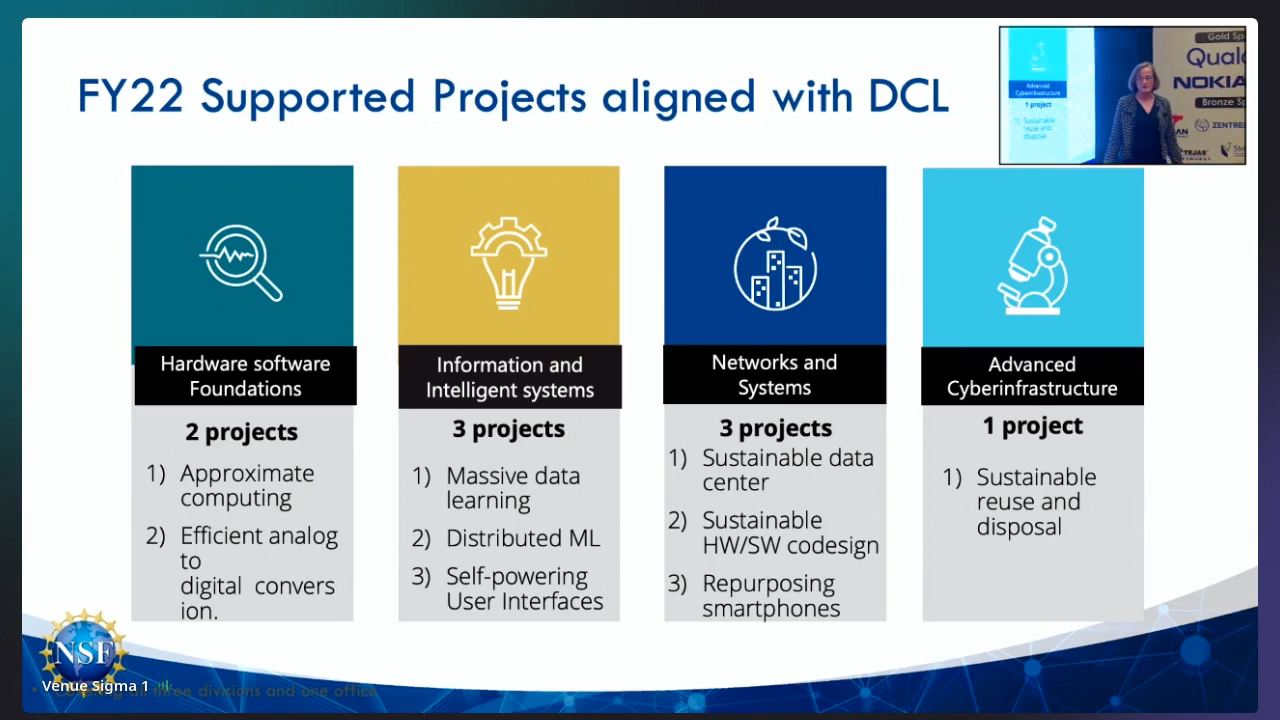 FY22 Supported Projects aligned with DCL
Hardware software
Foundations
2 projects
1) Approximate
computing
2) Efficient analog
to
digital convers
ion.
Information and
Intelligent systems
3 projects
1) Massive data
learning
2) Distributed ML
3) Self-powering
User Interfaces
Networks and
Systems
3 projects
1) Sustainable data
center
2) Sustainable
HW/SW codesign
3) Repurposing
smartphones
Advanced
Cyberinfrastructure
1 project
1) Sustainable
reuse and
disposal
Advanced
Cyberinfrastructure
1 project
1) Sustainable
reuse and
disposal
Gold Sp
Qual
NOKIA
Bronze Sp
AN
ZENTRE
TEJAS
NSF
Venue Sigma 1
three divisions and one office